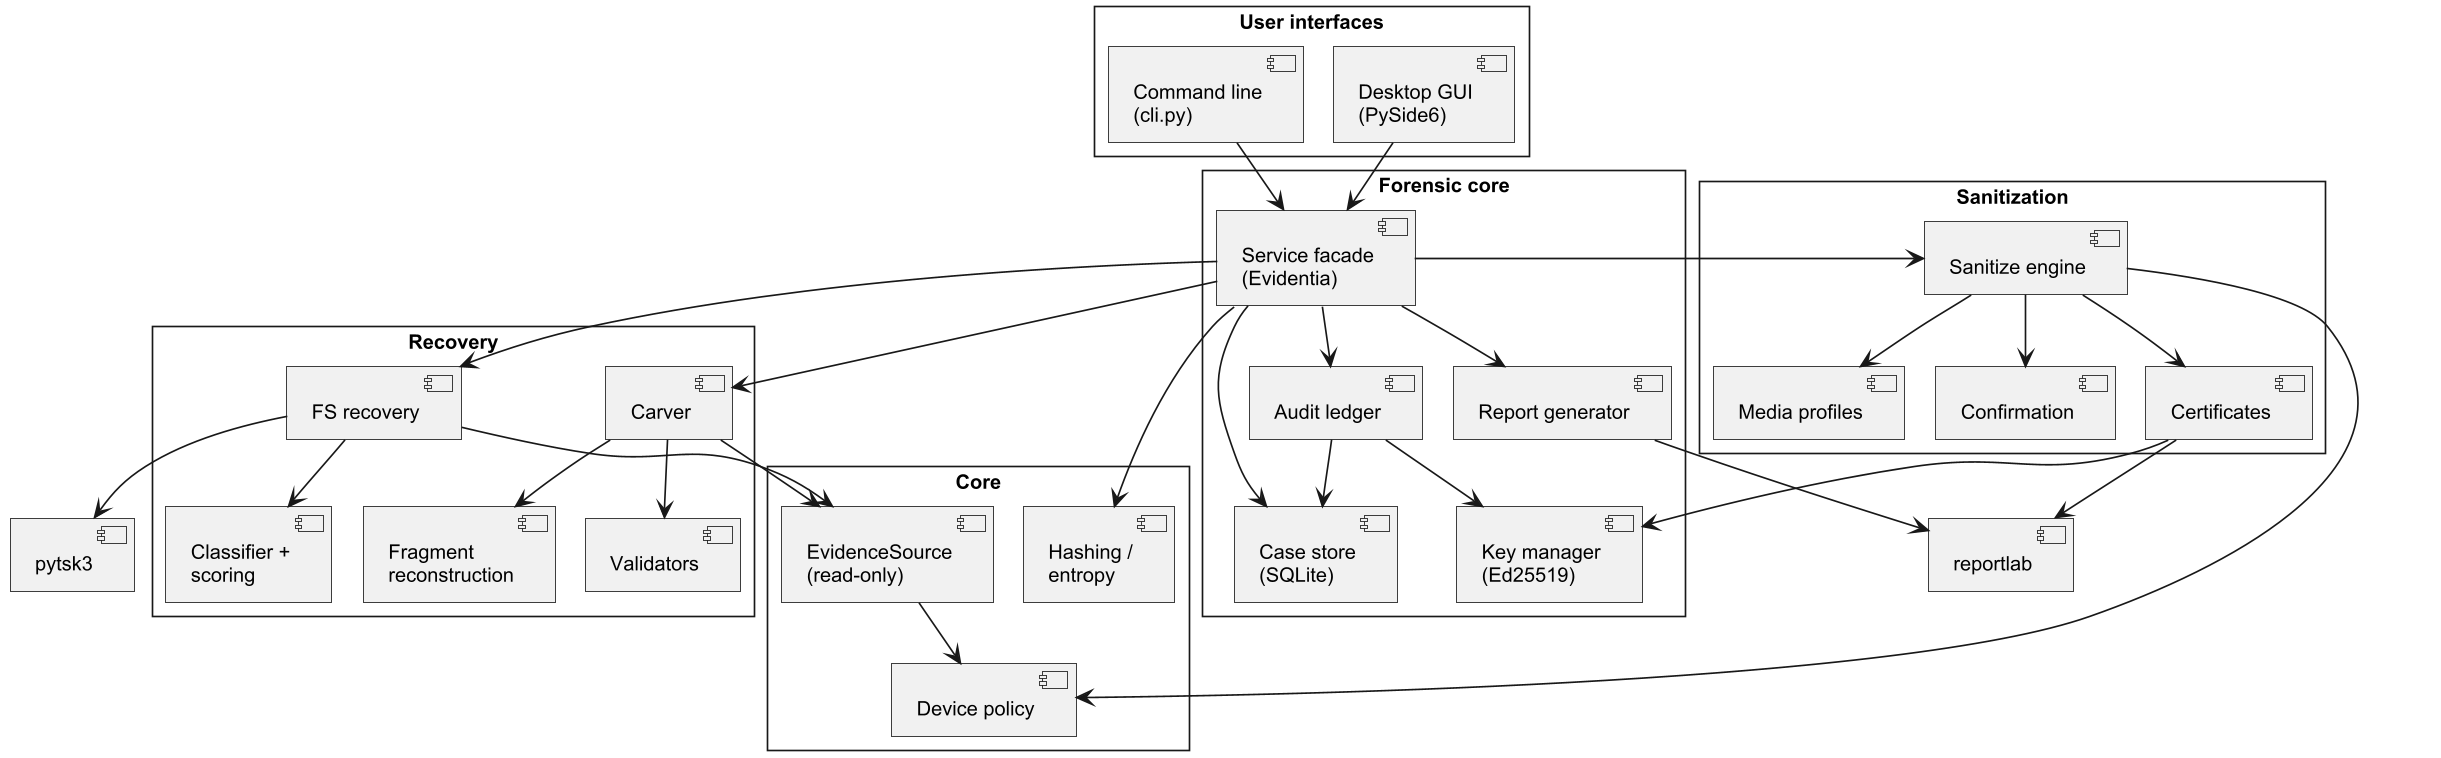 User interfaces
Command line
(cli.py)
Desktop GUI
(PySide6)
Forensic core
Service facade
(Evidentia)
Sanitization
Sanitize engine
Recovery
FS recovery
Carver
Audit ledger
Report generator
Media profiles
Confirmation
Certificates
Core
pytsk3
Classifier +
scoring
Fragment
reconstruction
Validators
EvidenceSource
(read-only)
Hashing /
entropy
Case store
(SQLite)
Key manager
(Ed25519)
reportlab
Device policy